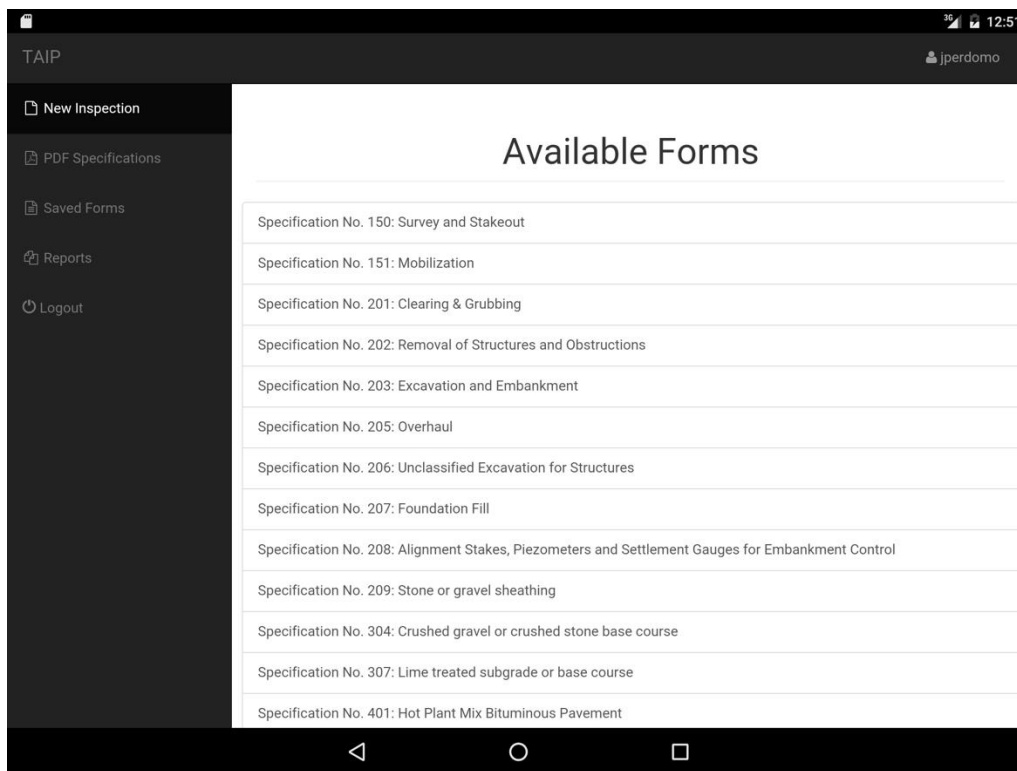 3G 12:51
TAIP
jperdomo
New Inspection
PDF Specifications
Saved Forms
Reports
Logout
Available Forms
Specification No. 150: Survey and Stakeout
Specification No. 151: Mobilization
Specification No. 201: Clearing & Grubbing
Specification No. 202: Removal of Structures and Obstructions
Specification No. 203: Excavation and Embankment
Specification No. 205: Overhaul
Specification No. 206: Unclassified Excavation for Structures
Specification No. 207: Foundation Fill
Specification No. 208: Alignment Stakes, Piezometers and Settlement Gauges for Embankment Control
Specification No. 209: Stone or gravel sheathing
Specification No. 304: Crushed gravel or crushed stone base course
Specification No. 307: Lime treated subgrade or base course
Specification No. 401: Hot Plant Mix Bituminous Pavement